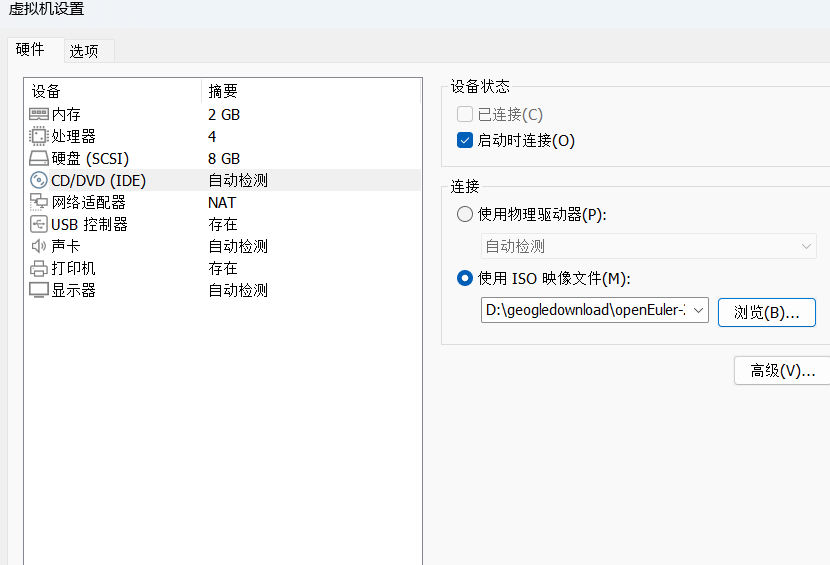 虚拟机设置
硬件 选项
设备 摘要
内存 2 GB
处理器 4
硬盘 (SCSI) 8 GB
CD/DVD (IDE) 自动检测
网络适配器 NAT
USB 控制器 存在
声卡 自动检测
打印机 存在
显示器 自动检测
设备状态
已连接(C)
启动时连接(O)
连接
使用物理驱动器(P):
自动检测
使用 ISO 映像文件(M):
D:\geogledownload\openEuler-
浏览(B)...
高级(V)...